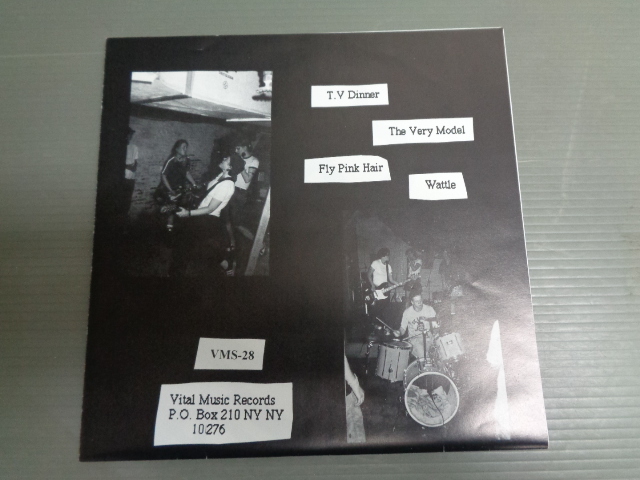 T.V Dinner
The Very Model
Fly Pink Hair
Wattle
VMS-28
Vital Music Records
P.O. Box 210 NY NY
10276